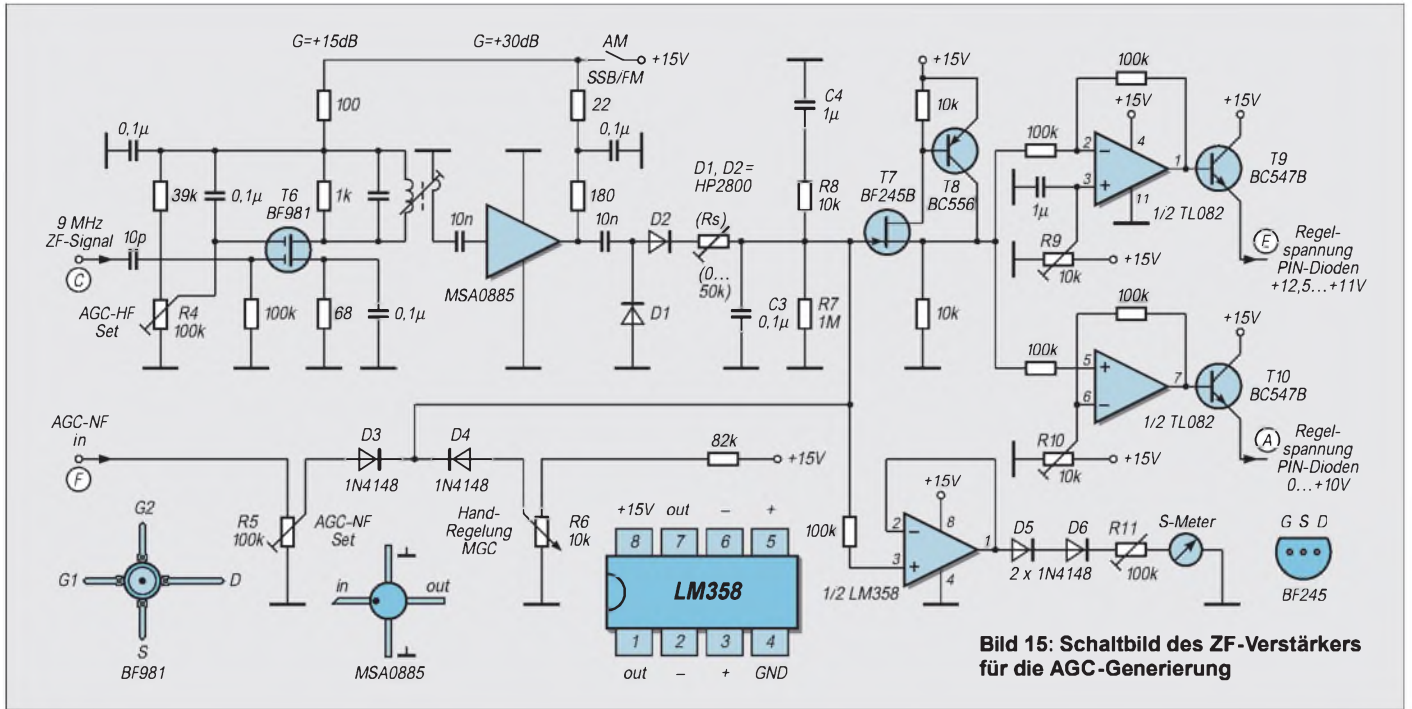 G=+15dB
G=+30dB
AM
SSB/FM
+15V
100
22
0,1µ
0,1µ
39k
0,1µ
T6
BF981
1k
180
10n
10n
9 MHz
ZF-Signal
10p
C
AGC-HF
Set
R4
100k
100k
68
0,1µ
MSA0885
D1, D2=
HP2800
D2
D1
(Rs)
(0...
50k)
C4
1µ
R8
10k
C3
0,1µ
R7
1M
+15V
10k
T7
BF245B
T8
BC556
10k
100k
100k
+15V
2
–
4
3
+
1
11
1/2 TL082
1µ
R9
10k
+15V
+15V
T9
BC547B
E
Regel-
spannung
PIN-Dioden
+12,5...+11V
100k
100k
5
+
6
–
7
1/2 TL082
R10
10k
+15V
+15V
T10
BC547B
A
Regel-
spannung
PIN-Dioden
0...+10V
AGC-NF
in
F
D3
1N4148
D4
1N4148
82k
+15V
R5
100k
AGC-NF
Set
Hand-
Regelung
MGC
R6
10k
100k
+15V
2
–
8
3
+
1
4
1/2 LM358
D5
D6
2 x 1N4148
R11
100k
S-Meter
G2
G1
D
S
BF981
in
out
MSA0885
+15V out – +
8 7 6 5
LM358
1 2 3 4
out – + GND
G S D
BF245
Bild 15: Schaltbild des ZF-Verstärkers
für die AGC-Generierung